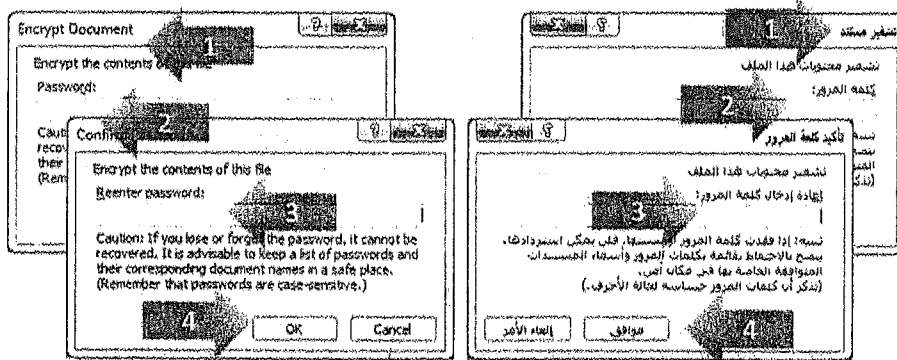 Encrypt Document
?
1
Encrypt the contents of this file
Password:
2
Caut
recov
their
(Rem
Confir
?
Encrypt the contents of this file
Reenter password:
3
Caution: If you lose or forget the password, it cannot be
recovered. It is advisable to keep a list of passwords and
their corresponding document names in a safe place.
(Remember that passwords are case-sensitive.)
4
OK
Cancel
تشفير مستند
؟
1
تشفير محتويات هذا الملف
كلمة المرور:
2
تأكيد كلمة المرور
؟
تشفير محتويات هذا الملف
إعادة إدخال كلمة المرور:
3
تنبيه: إذا فقدت كلمة المرور أو نسيتها، فلن يمكن استردادها.
ينصح بالاحتفاظ بقائمة بكلمات المرور وأسماء المستندات
المتوافقة الخاصة بها في مكان آمن.
(تذكر أن كلمات المرور حساسة لحالة الأحرف.)
4
موافق
إلغاء الأمر